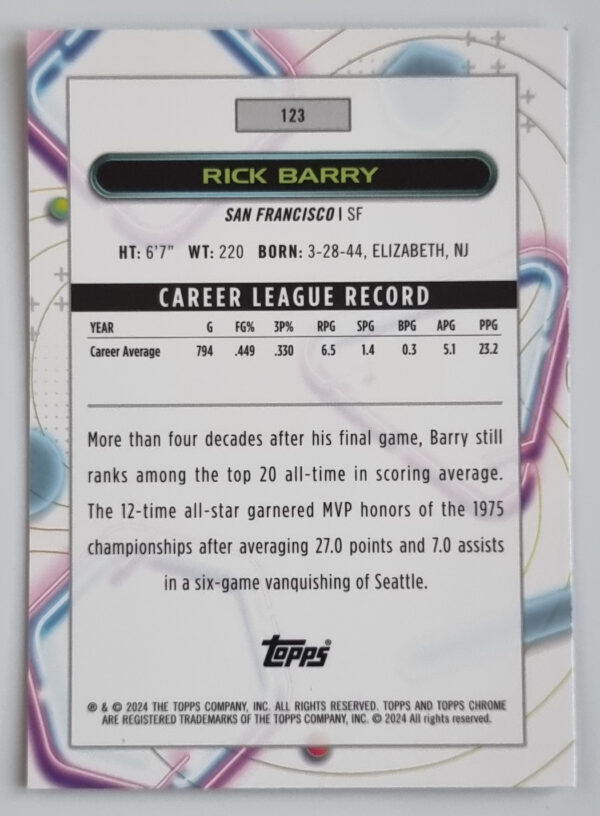 123
RICK BARRY
SAN FRANCISCO | SF
HT: 6'7" WT: 220 BORN: 3-28-44, ELIZABETH, NJ
CAREER LEAGUE RECORD
YEAR G FG% 3P% RPG SPG BPG APG PPG
Career Average 794 .449 .330 6.5 1.4 0.3 5.1 23.2
More than four decades after his final game, Barry still
ranks among the top 20 all-time in scoring average.
The 12-time all-star garnered MVP honors of the 1975
championships after averaging 27.0 points and 7.0 assists
in a six-game vanquishing of Seattle.
Topps®
® & © 2024 THE TOPPS COMPANY, INC. ALL RIGHTS RESERVED. TOPPS AND TOPPS CHROME
ARE REGISTERED TRADEMARKS OF THE TOPPS COMPANY, INC. © 2024 All rights reserved.